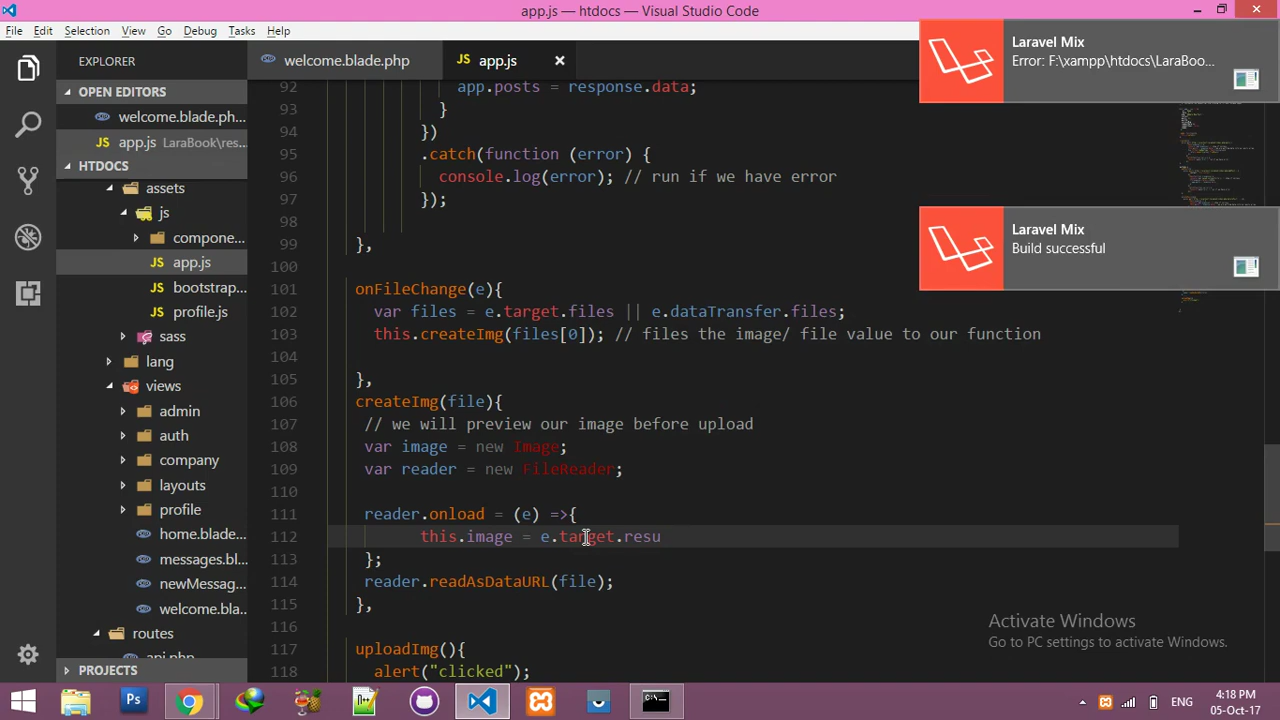 app.js — htdocs — Visual Studio Code
File Edit Selection View Go Debug Tasks Help
EXPLORER
OPEN EDITORS
welcome.blade.ph...
app.js LaraBook\res...
HTDOCS
assets
js
compone...
app.js
bootstrap...
profile.js
sass
lang
views
admin
auth
company
layouts
profile
home.blade...
messages.bl...
newMessag...
welcome.bla...
routes
api.php
PROJECTS
welcome.blade.php
JS app.js
92 app.posts = response.data;
93 }
94 })
95 .catch(function (error) {
96 console.log(error); // run if we have error
97 });
98
99 },
100
101 onFileChange(e){
102 var files = e.target.files || e.dataTransfer.files;
103 this.createImg(files[0]); // files the image/ file value to our function
104
105 },
106 createImg(file){
107 // we will preview our image before upload
108 var image = new Image;
109 var reader = new FileReader;
110
111 reader.onload = (e) =>{
112 this.image = e.target.resu
113 };
114 reader.readAsDataURL(file);
115 },
116
117 uploadImg(){
118 alert("clicked");
Laravel Mix
Error: F:\xampp\htdocs\LaraBoo...
Laravel Mix
Build successful
Activate Windows
Go to PC settings to activate Windows.
Ps
ENG
4:18 PM
05-Oct-17